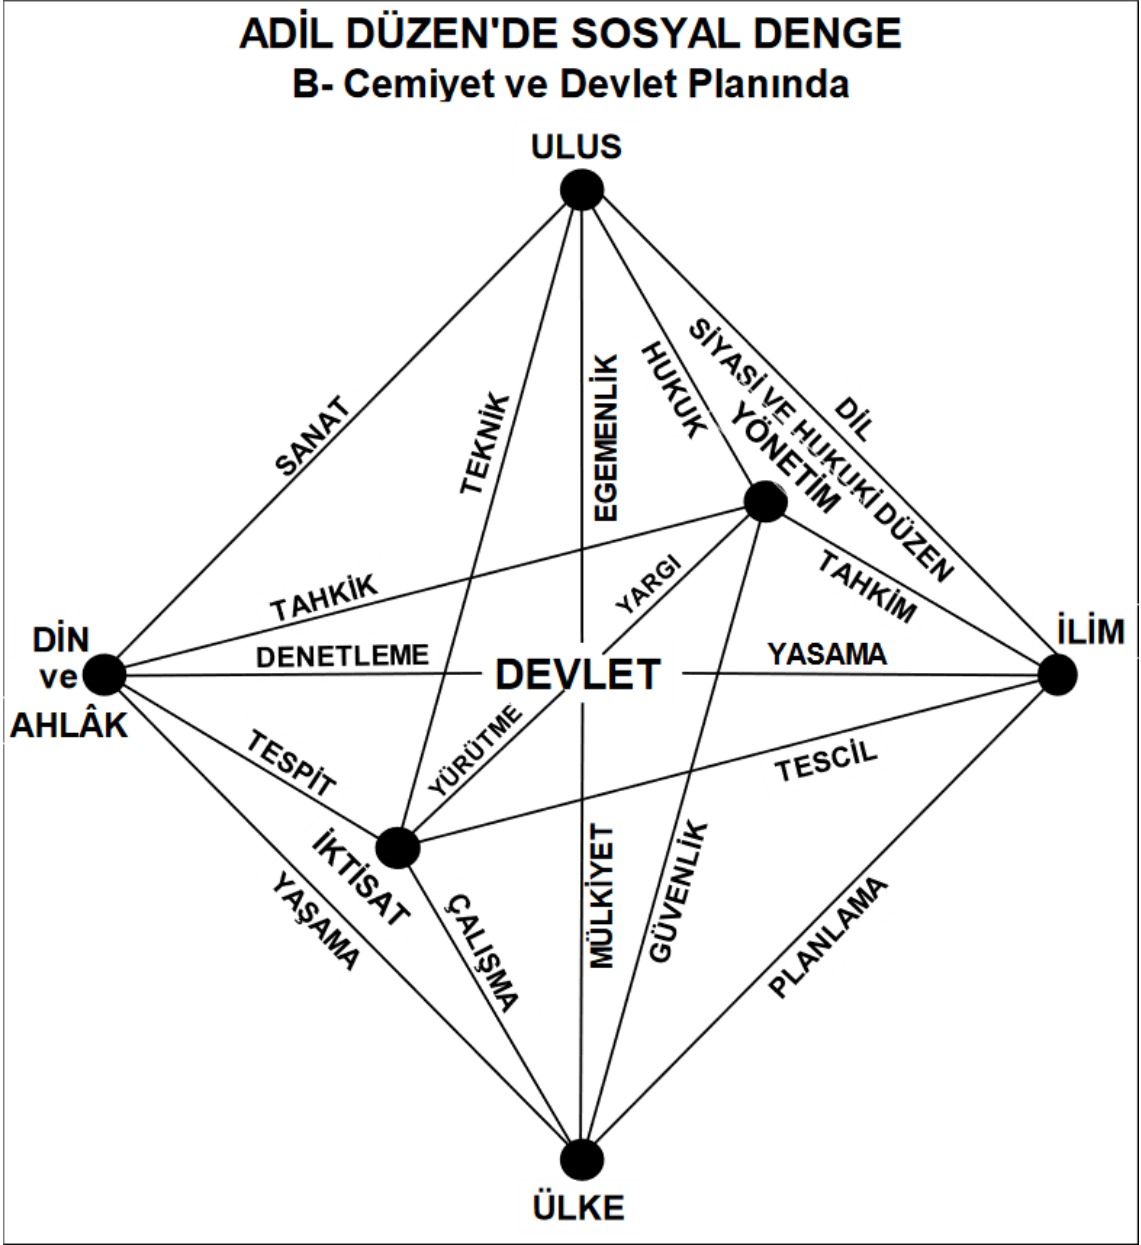 ADİL DÜZEN'DE SOSYAL DENGE
B- Cemiyet ve Devlet Planında
ULUS
SANAT
TEKNİK
EGEMENLİK
HUKUK
SİYASİ VE HUKUKİ DÜZEN
YÖNETİM
DİL
TAHKİK
YARGI
TAHKİM
DİN
ve
AHLÂK
DENETLEME
DEVLET
YASAMA
İLİM
TESPİT
YÜRÜTME
TESCİL
İKTİSAT
YAŞAMA
ÇALIŞMA
MÜLKİYET
GÜVENLİK
PLANLAMA
ÜLKE